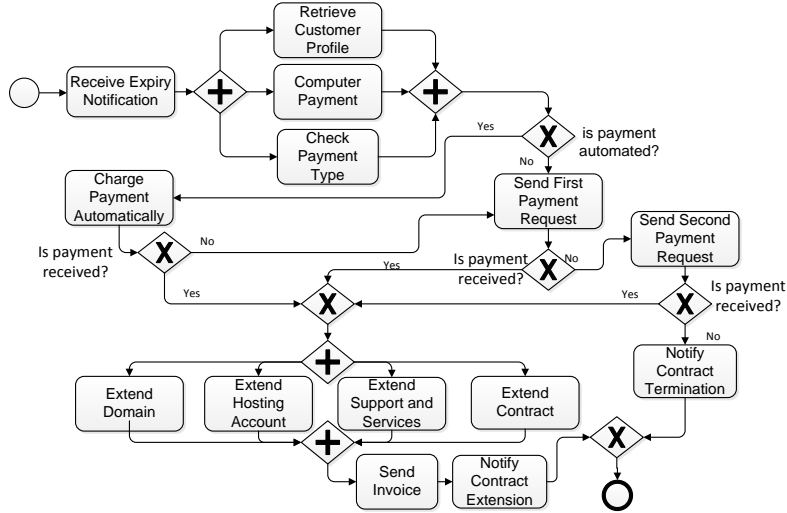 Retrieve
Customer
Profile
Receive Expiry
Notification
Computer
Payment
Check
Payment
Type
Yes
is payment
automated?
No
Charge
Payment
Automatically
Send First
Payment
Request
Send Second
Payment
Request
Is payment
received?
No
Is payment
received?
No
Yes
Is payment
received?
Yes
Yes
No
Notify
Contract
Termination
Extend
Domain
Extend
Hosting
Account
Extend
Support and
Services
Extend
Contract
Send
Invoice
Notify
Contract
Extension